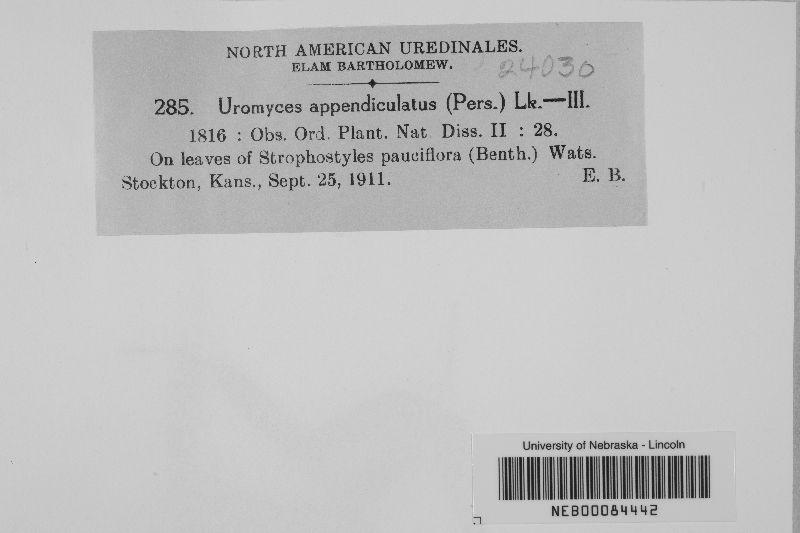 NORTH AMERICAN UREDINALES.
ELAM BARTHOLOMEW.
24030
285. Uromyces appendiculatus (Pers.) Lk.—III.
1816 : Obs. Ord. Plant. Nat. Diss. II : 28.
On leaves of Strophostyles pauciflora (Benth.) Wats.
Stockton, Kans., Sept. 25, 1911. E. B.
University of Nebraska - Lincoln
NEB00084442